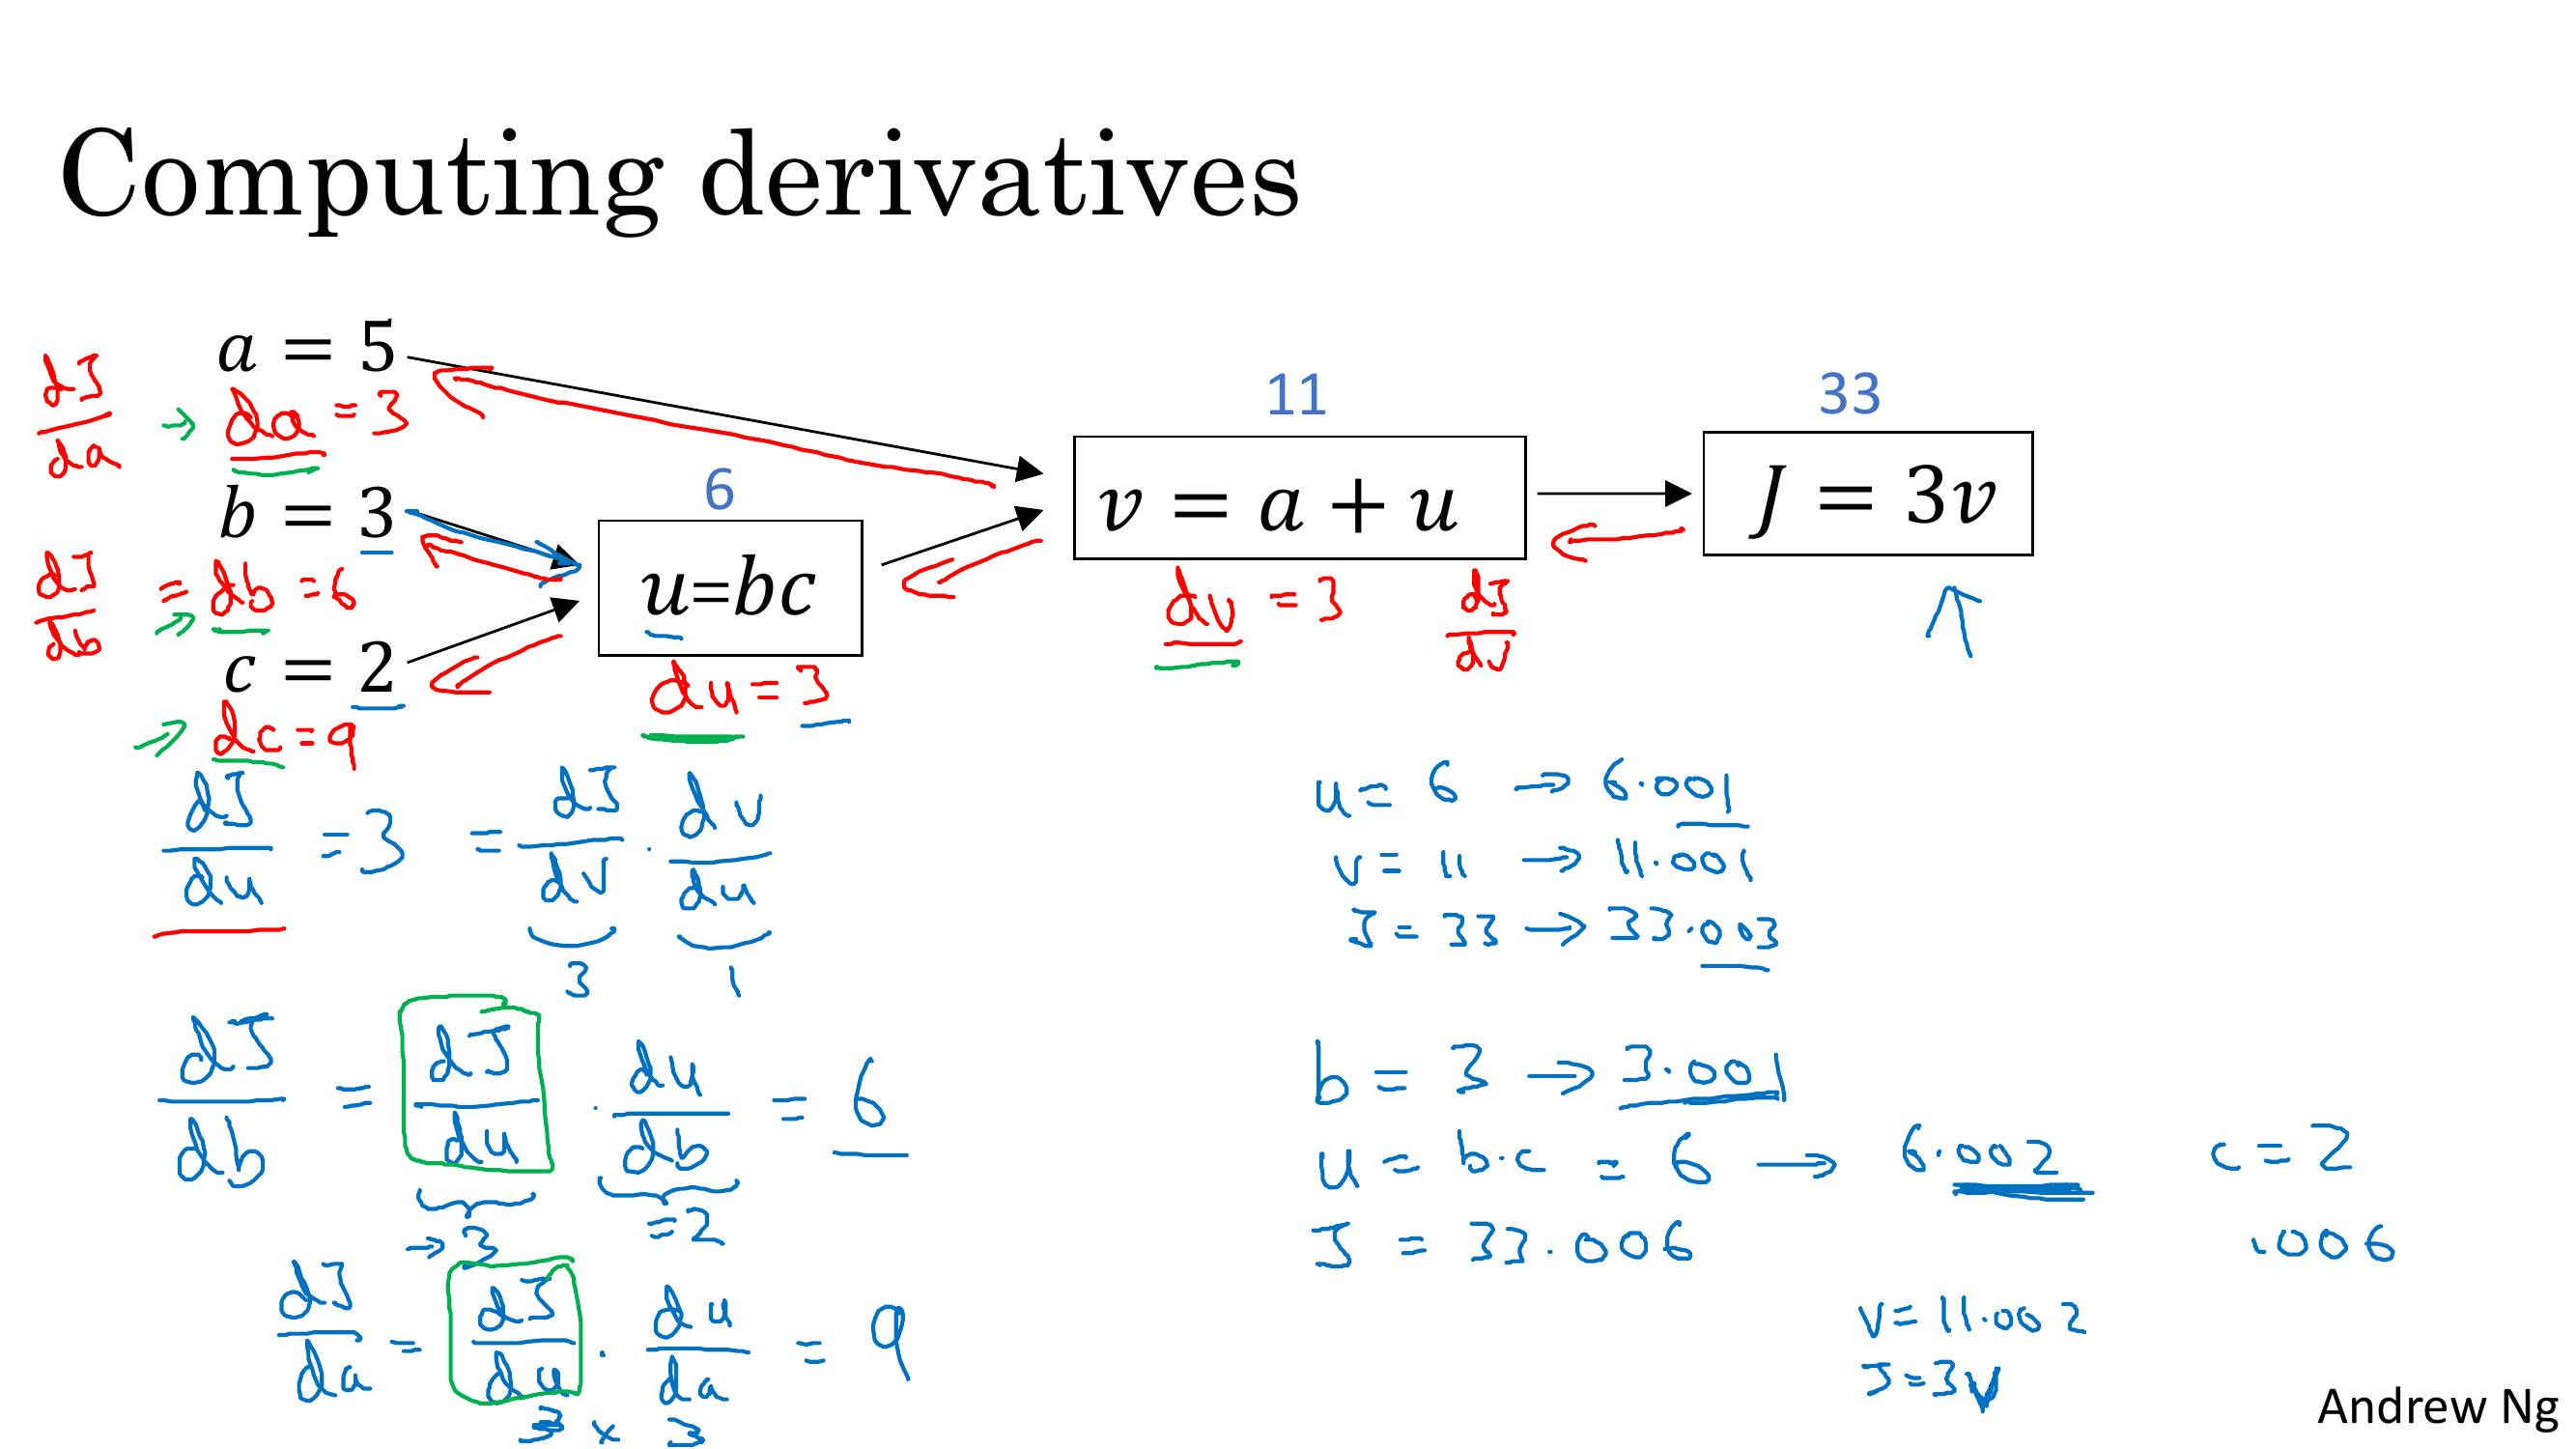 Computing derivatives
a = 5
dJ/da → da = 3
b = 3
dJ/db = db = 6
⇒
c = 2
⇒ dc = 9
6
u=bc
du = 3
11
v = a + u
dv = 3
dJ/dv
33
J = 3v
↑
dJ/du = 3 = dJ/dv · dv/du
3 1
dJ/db = dJ/du · du/db = 6
→ 3 = 2
dJ/da = dJ/du · du/da = 9
3 × 3
u = 6 → 6.001
v = 11 → 11.001
J = 33 → 33.003
b = 3 → 3.001
u = b·c = 6 → 6.002 c = 2
J = 33.006 .006
v = 11.002
J = 3v
Andrew Ng